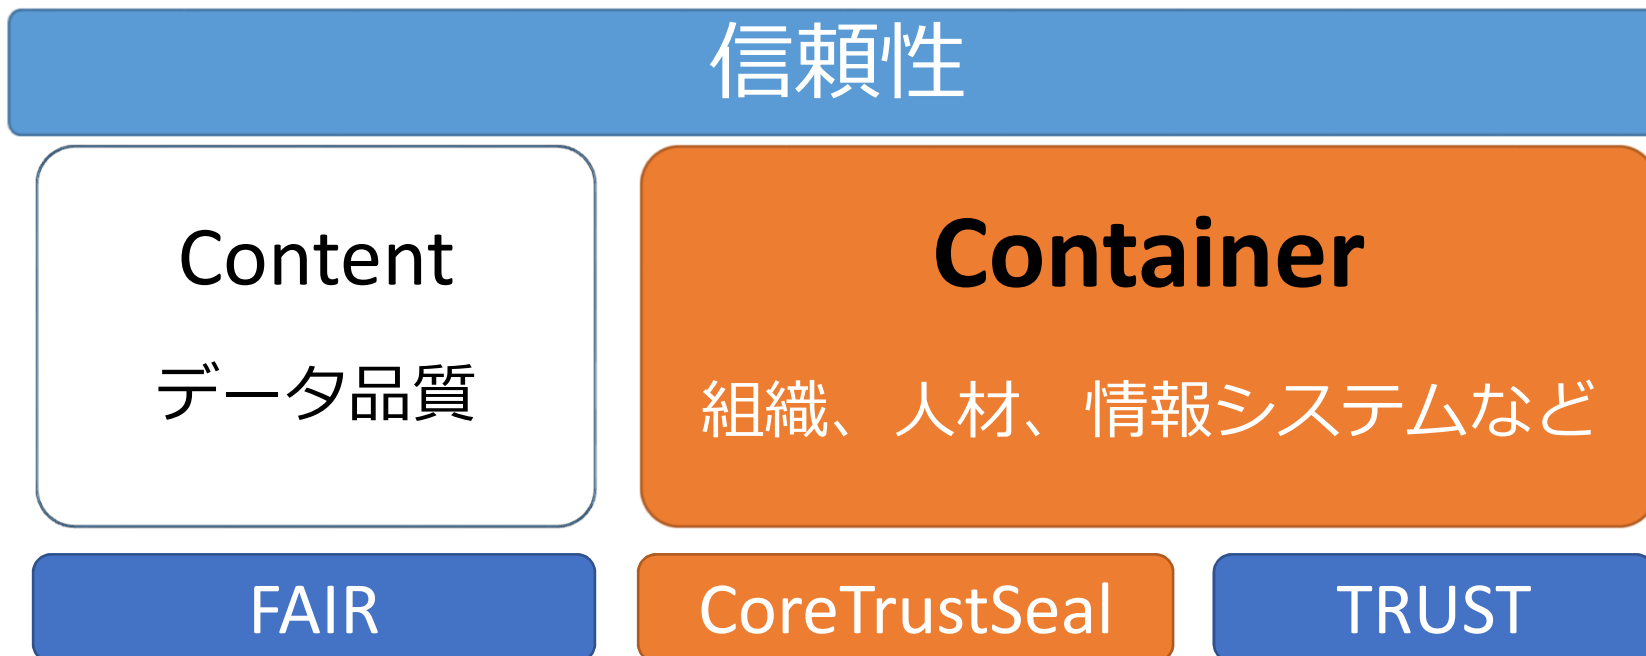 信頼性
Content
データ品質
Container
組織、人材、情報システムなど
FAIR
CoreTrustSeal
TRUST